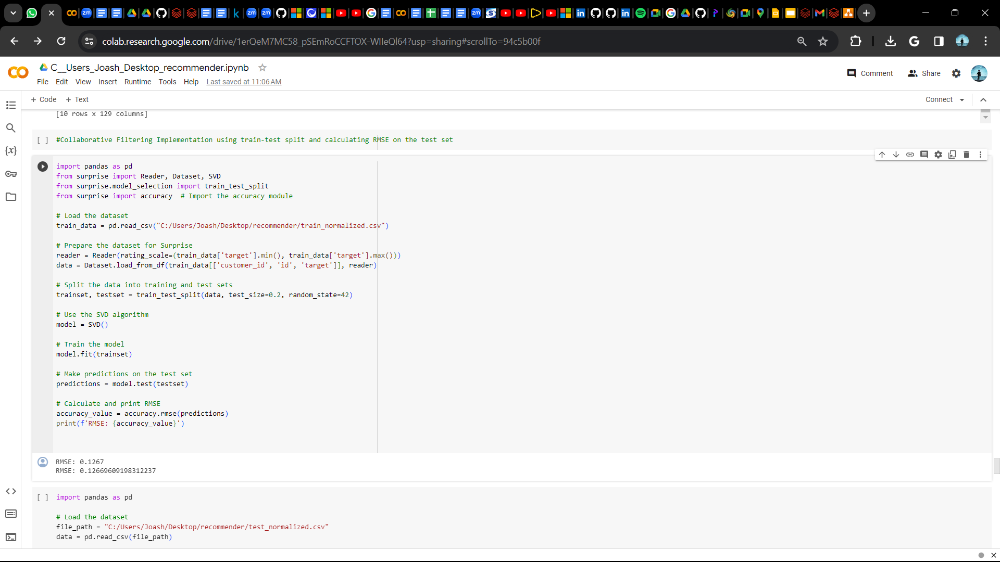 colab.research.google.com/drive/1erQeM7MC58_pSEmRoCCFTOX-WIIeQl64?usp=sharing#scrollTo=94c5b00f
C__Users_Joash_Desktop_recommender.ipynb
File Edit View Insert Runtime Tools Help Last saved at 11:06 AM
Comment Share
+ Code + Text
Connect
[10 rows x 129 columns]
[ ] #Collaborative Filtering Implementation using train-test split and calculating RMSE on the test set
import pandas as pd
from surprise import Reader, Dataset, SVD
from surprise.model_selection import train_test_split
from surprise import accuracy  # Import the accuracy module
# Load the dataset
train_data = pd.read_csv("C:/Users/Joash/Desktop/recommender/train_normalized.csv")
# Prepare the dataset for Surprise
reader = Reader(rating_scale=(train_data['target'].min(), train_data['target'].max()))
data = Dataset.load_from_df(train_data[['customer_id', 'id', 'target']], reader)
# Split the data into training and test sets
trainset, testset = train_test_split(data, test_size=0.2, random_state=42)
# Use the SVD algorithm
model = SVD()
# Train the model
model.fit(trainset)
# Make predictions on the test set
predictions = model.test(testset)
# Calculate and print RMSE
accuracy_value = accuracy.rmse(predictions)
print(f'RMSE: {accuracy_value}')
RMSE: 0.1267
RMSE: 0.12669609198312237
[ ] import pandas as pd
# Load the dataset
file_path = "C:/Users/Joash/Desktop/recommender/test_normalized.csv"
data = pd.read_csv(file_path)